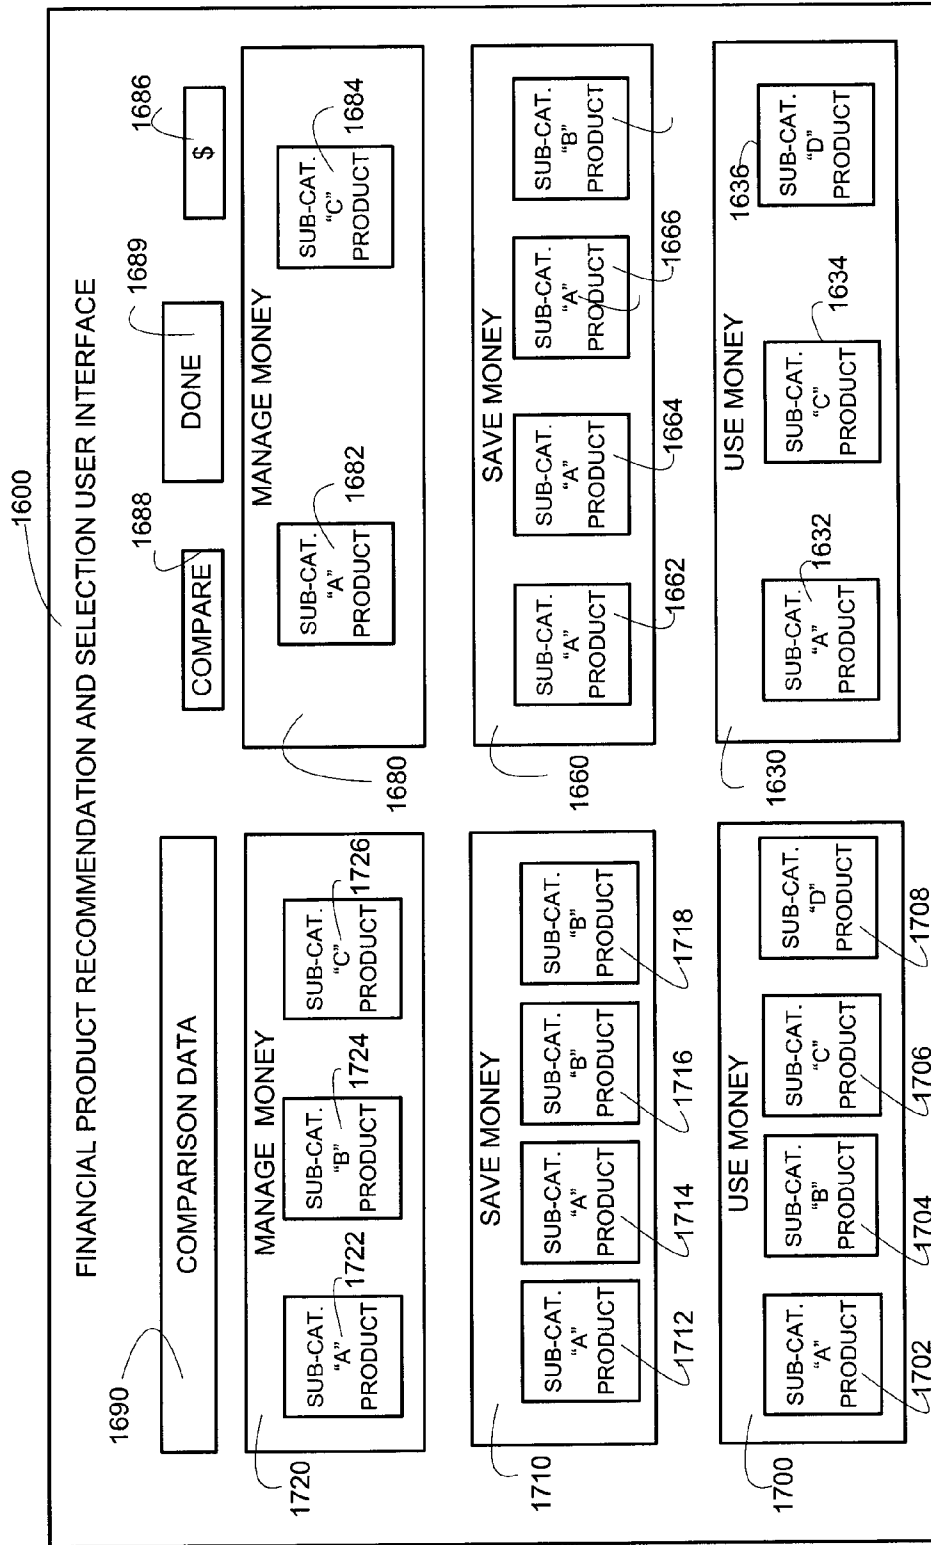 1600
FINANCIAL PRODUCT RECOMMENDATION AND SELECTION USER INTERFACE
1690
COMPARISON DATA
1688
COMPARE
1689
DONE
1686
$
1720
MANAGE MONEY
SUB-CAT.
“A”
PRODUCT
1722
SUB-CAT.
“B”
PRODUCT
1724
SUB-CAT.
“C”
PRODUCT
1726
1680
MANAGE MONEY
SUB-CAT.
“A”
PRODUCT
1682
SUB-CAT.
“C”
PRODUCT
1684
1710
SAVE MONEY
SUB-CAT.
“A”
PRODUCT
1712
SUB-CAT.
“A”
PRODUCT
1714
SUB-CAT.
“B”
PRODUCT
1716
SUB-CAT.
“B”
PRODUCT
1718
1660
SAVE MONEY
SUB-CAT.
“A”
PRODUCT
1662
SUB-CAT.
“A”
PRODUCT
1664
SUB-CAT.
“A”
PRODUCT
1666
SUB-CAT.
“B”
PRODUCT
1700
USE MONEY
SUB-CAT.
“A”
PRODUCT
1702
SUB-CAT.
“B”
PRODUCT
1704
SUB-CAT.
“C”
PRODUCT
1706
SUB-CAT.
“D”
PRODUCT
1708
1630
USE MONEY
SUB-CAT.
“A”
PRODUCT
1632
SUB-CAT.
“C”
PRODUCT
1634
SUB-CAT.
“D”
PRODUCT
1636